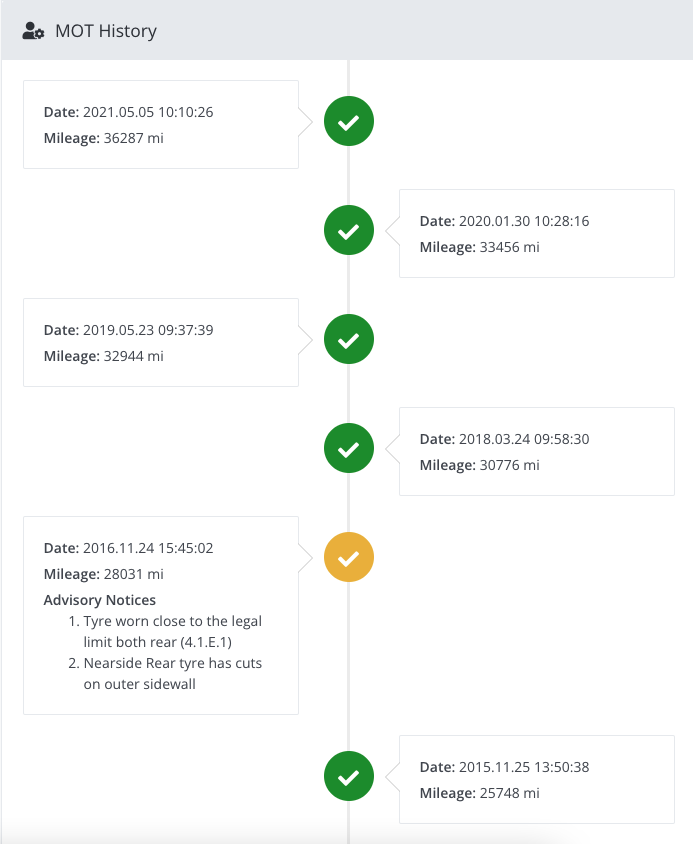 MOT History
Date: 2021.05.05 10:10:26
Mileage: 36287 mi
Date: 2020.01.30 10:28:16
Mileage: 33456 mi
Date: 2019.05.23 09:37:39
Mileage: 32944 mi
Date: 2018.03.24 09:58:30
Mileage: 30776 mi
Date: 2016.11.24 15:45:02
Mileage: 28031 mi
Advisory Notices
1. Tyre worn close to the legal
limit both rear (4.1.E.1)
2. Nearside Rear tyre has cuts
on outer sidewall
Date: 2015.11.25 13:50:38
Mileage: 25748 mi